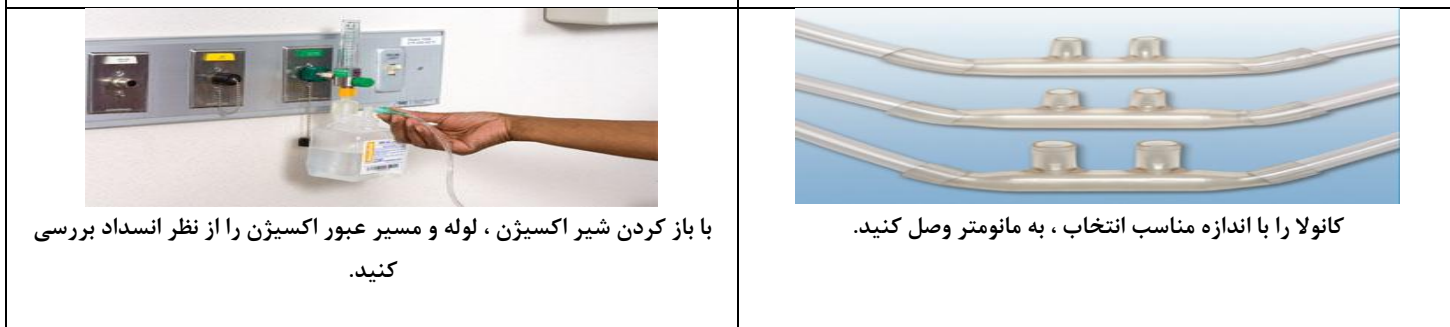 کانولا را با اندازه مناسب انتخاب ، به مانومتر وصل کنید.
با باز کردن شیر اکسیژن ، لوله و مسیر عبور اکسیژن را از نظر انسداد بررسی
کنید.